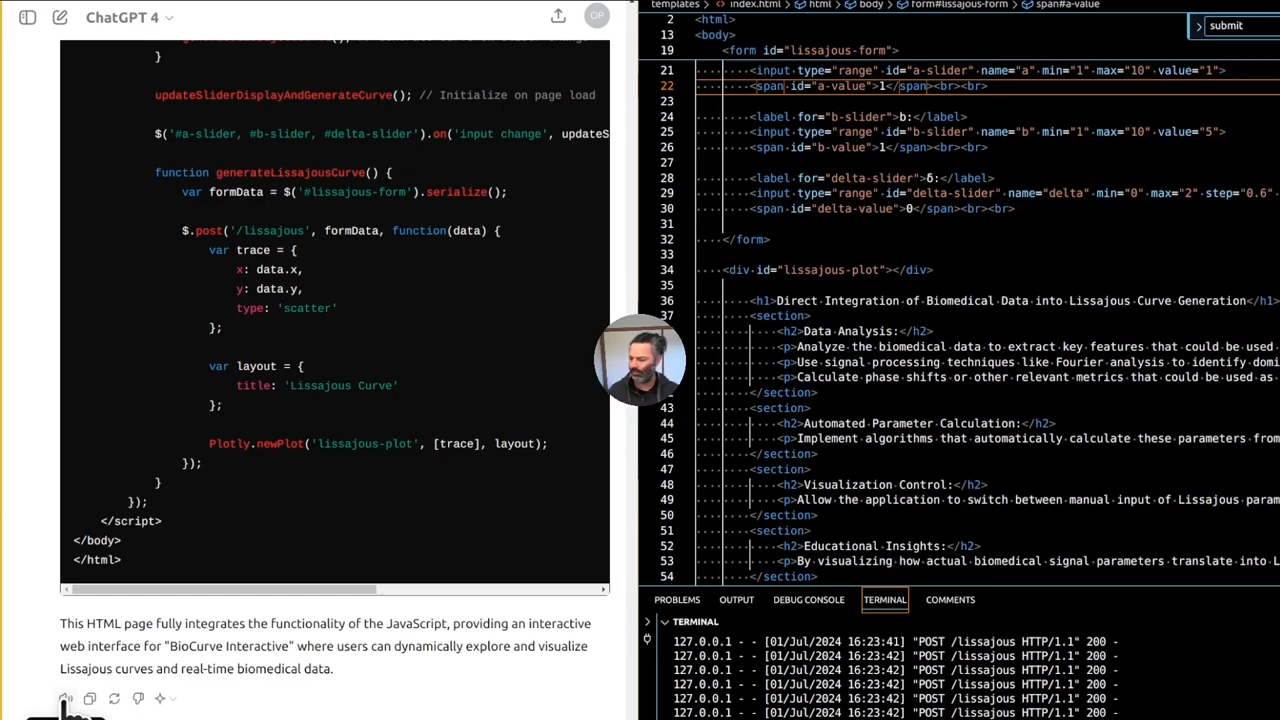 ChatGPT 4
OP
}
updateSliderDisplayAndGenerateCurve(); // Initialize on page load
$('#a-slider, #b-slider, #delta-slider').on('input change', updateS
function generateLissajousCurve() {
var formData = $('#lissajous-form').serialize();
$.post('/lissajous', formData, function(data) {
var trace = {
x: data.x,
y: data.y,
type: 'scatter'
};
var layout = {
title: 'Lissajous Curve'
};
Plotly.newPlot('lissajous-plot', [trace], layout);
});
}
});
</script>
</body>
</html>
This HTML page fully integrates the functionality of the JavaScript, providing an interactive
web interface for "BioCurve Interactive" where users can dynamically explore and visualize
Lissajous curves and real-time biomedical data.
templates > index.html > html > body > form#lissajous-form > span#a-value
submit
2 <html>
13 <body>
19 <form id="lissajous-form">
21 <input type="range" id="a-slider" name="a" min="1" max="10" value="1">
22 <span id="a-value">1</span><br><br>
23
24 <label for="b-slider">b:</label>
25 <input type="range" id="b-slider" name="b" min="1" max="10" value="5">
26 <span id="b-value">1</span><br><br>
27
28 <label for="delta-slider">δ:</label>
29 <input type="range" id="delta-slider" name="delta" min="0" max="2" step="0.6"
30 <span id="delta-value">0</span><br><br>
31
32 </form>
33
34 <div id="lissajous-plot"></div>
35
36 <h1>Direct Integration of Biomedical Data into Lissajous Curve Generation</h1>
37 <section>
38 <h2>Data Analysis:</h2>
<p>Analyze the biomedical data to extract key features that could be used
<p>Use signal processing techniques like Fourier analysis to identify domi
<p>Calculate phase shifts or other relevant metrics that could be used as
</section>
43 <section>
44 <h2>Automated Parameter Calculation:</h2>
45 <p>Implement algorithms that automatically calculate these parameters from
46 </section>
47 <section>
48 <h2>Visualization Control:</h2>
49 <p>Allow the application to switch between manual input of Lissajous param
50 </section>
51 <section>
52 <h2>Educational Insights:</h2>
53 <p>By visualizing how actual biomedical signal parameters translate into L
54 </section>
PROBLEMS OUTPUT DEBUG CONSOLE TERMINAL COMMENTS
TERMINAL
127.0.0.1 - - [01/Jul/2024 16:23:41] "POST /lissajous HTTP/1.1" 200 -
127.0.0.1 - - [01/Jul/2024 16:23:42] "POST /lissajous HTTP/1.1" 200 -
127.0.0.1 - - [01/Jul/2024 16:23:42] "POST /lissajous HTTP/1.1" 200 -
127.0.0.1 - - [01/Jul/2024 16:23:42] "POST /lissajous HTTP/1.1" 200 -
127.0.0.1 - - [01/Jul/2024 16:23:42] "POST /lissajous HTTP/1.1" 200 -
127.0.0.1 - - [01/Jul/2024 16:23:42] "POST /lissajous HTTP/1.1" 200 -